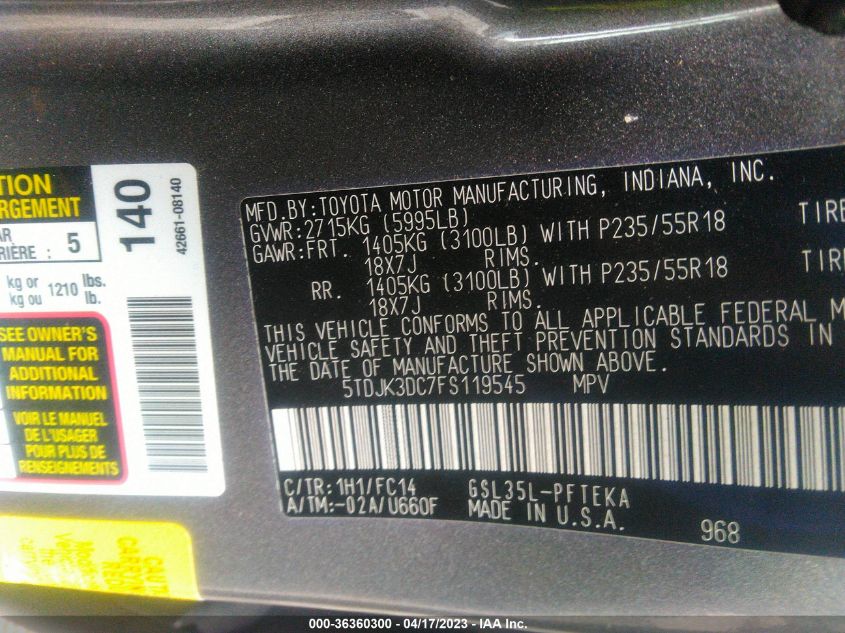 TION
RGEMENT
AR
RIÈRE : 5
kg or 1210 lbs.
kg ou lb.
SEE OWNER'S
MANUAL FOR
ADDITIONAL
INFORMATION
VOIR LE MANUEL
DE L'USAGER
POUR PLUS DE
RENSEIGNEMENTS
140
42661-08140
CAUT
CARRYIN
MFD.BY:TOYOTA MOTOR MANUFACTURING, INDIANA, INC.
GVWR:2715KG (5995LB)
GAWR:FRT. 1405KG (3100LB) WITH P235/55R18 TIRE
18X7J RIMS.
RR. 1405KG (3100LB) WITH P235/55R18 TIRE
18X7J RIMS.
THIS VEHICLE CONFORMS TO ALL APPLICABLE FEDERAL M
VEHICLE SAFETY AND THEFT PREVENTION STANDARDS IN
THE DATE OF MANUFACTURE SHOWN ABOVE.
5TDJK3DC7FS119545 MPV
C/TR:1H1/FC14 GSL35L-PFTEKA
A/TM:-02A/U660F MADE IN U.S.A.
968
000-36360300 - 04/17/2023 - IAA Inc.